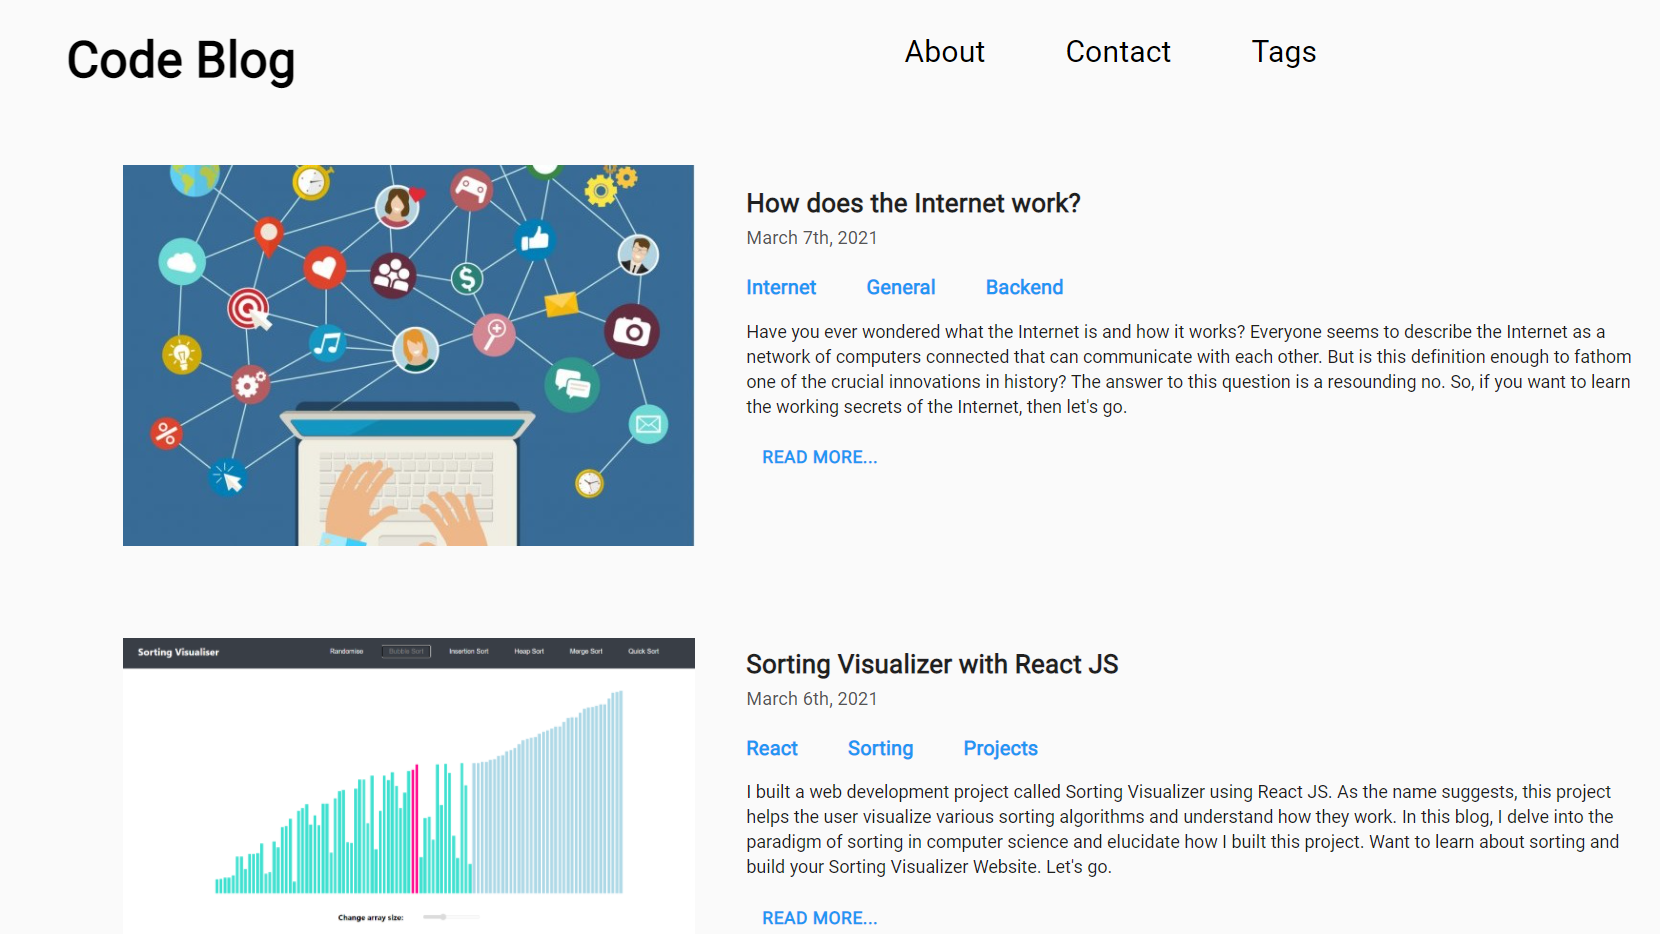 Code Blog
About Contact Tags
How does the Internet work?
March 7th, 2021
Internet General Backend
Have you ever wondered what the Internet is and how it works? Everyone seems to describe the Internet as a
network of computers connected that can communicate with each other. But is this definition enough to fathom
one of the crucial innovations in history? The answer to this question is a resounding no. So, if you want to learn
the working secrets of the Internet, then let's go.
READ MORE...
Sorting Visualiser Randomise Bubble Sort Insertion Sort Heap Sort Merge Sort Quick Sort
Change array size:
Sorting Visualizer with React JS
March 6th, 2021
React Sorting Projects
I built a web development project called Sorting Visualizer using React JS. As the name suggests, this project
helps the user visualize various sorting algorithms and understand how they work. In this blog, I delve into the
paradigm of sorting in computer science and elucidate how I built this project. Want to learn about sorting and
build your Sorting Visualizer Website. Let's go.
READ MORE...